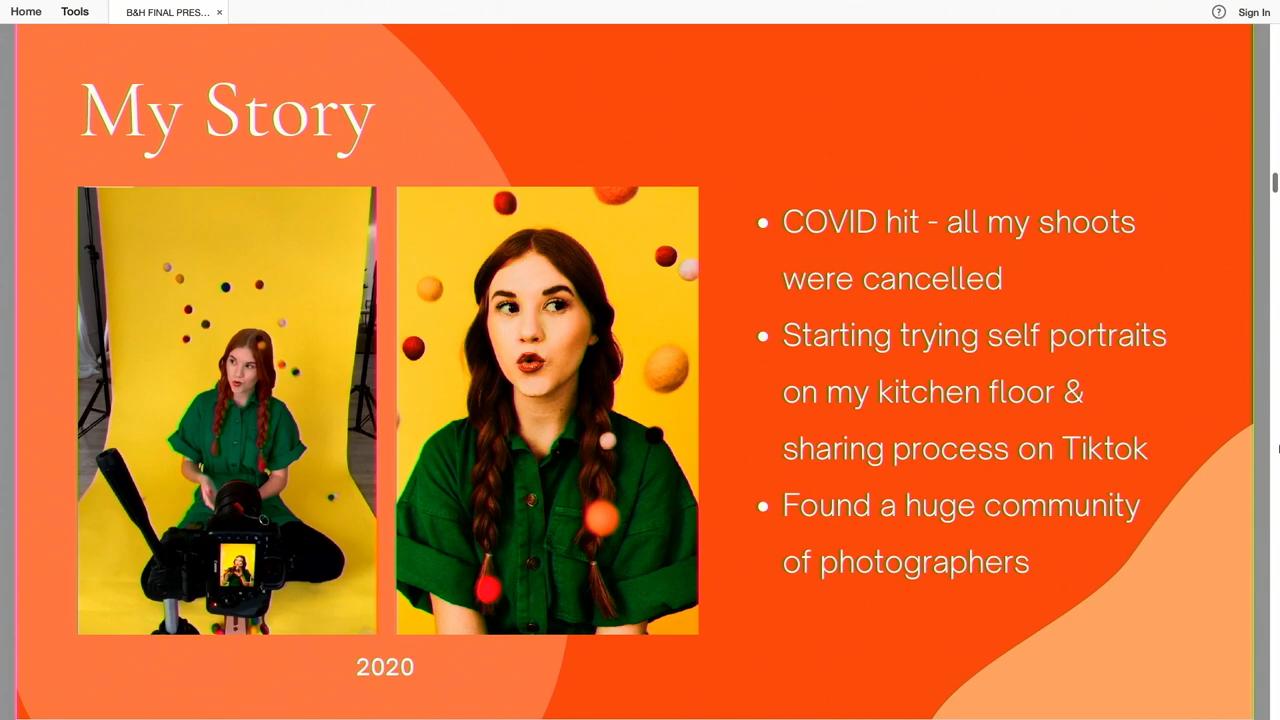 Home
Tools
B&H FINAL PRES...
Sign In
My Story
• COVID hit - all my shoots
were cancelled
• Starting trying self portraits
on my kitchen floor &
sharing process on Tiktok
• Found a huge community
of photographers
2020